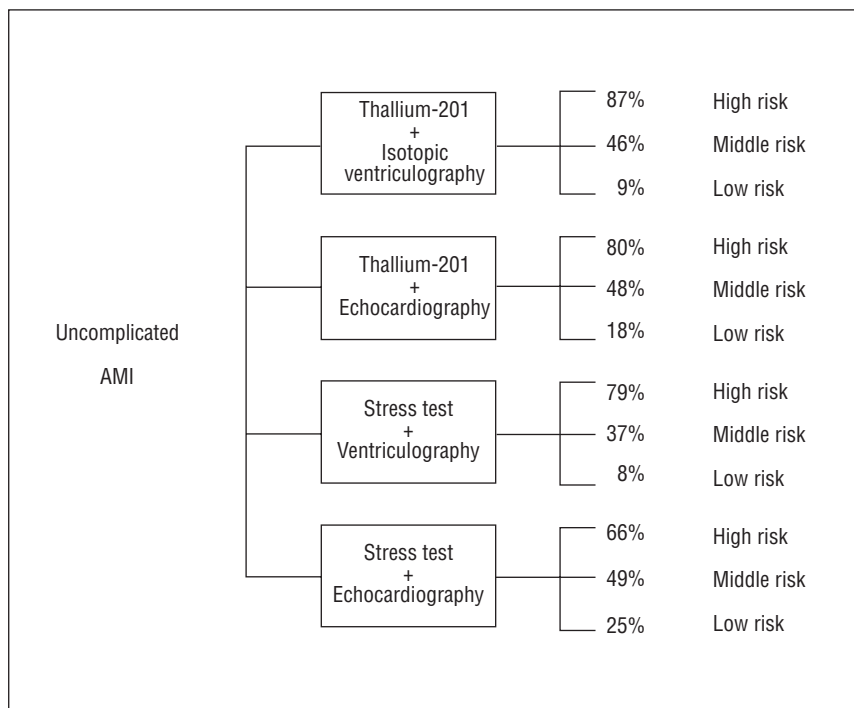 Uncomplicated
AMI
Thallium-201
+
Isotopic
ventriculography
87% High risk
46% Middle risk
9% Low risk
Thallium-201
+
Echocardiography
80% High risk
48% Middle risk
18% Low risk
Stress test
+
Ventriculography
79% High risk
37% Middle risk
8% Low risk
Stress test
+
Echocardiography
66% High risk
49% Middle risk
25% Low risk